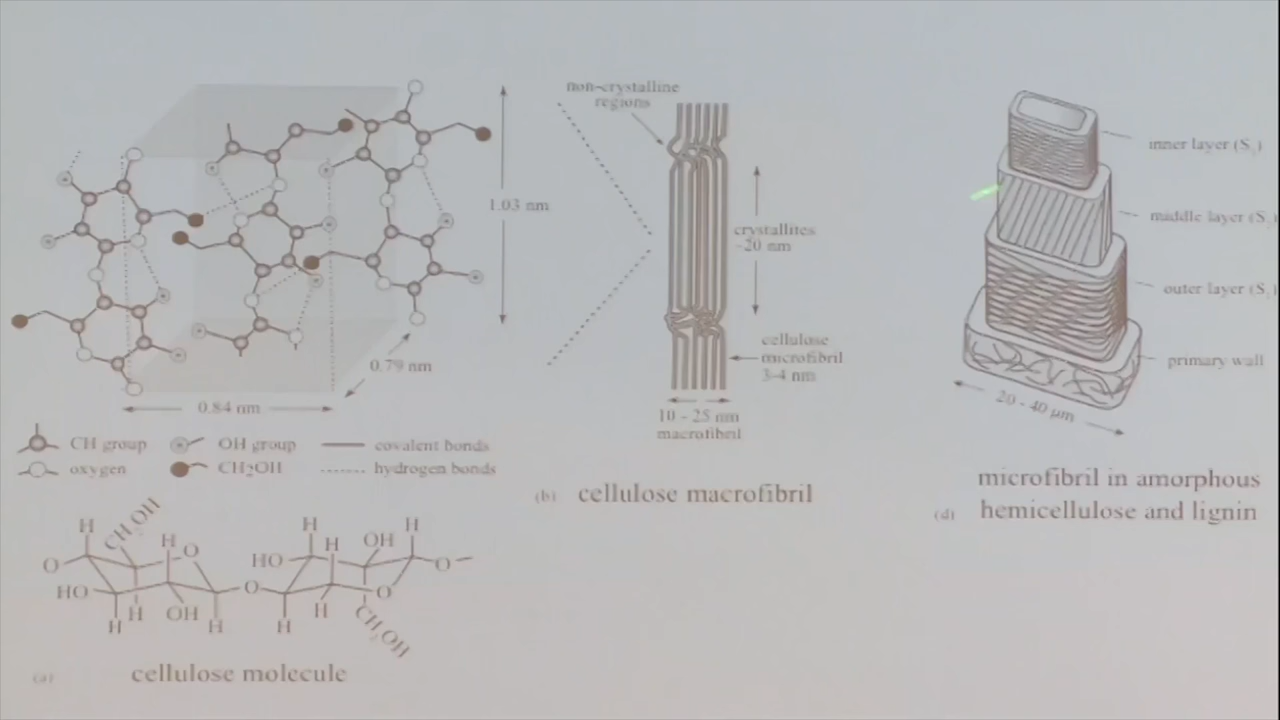 1.03 nm
0.79 nm
0.84 nm
CH group
OH group
covalent bonds
oxygen
CH2OH
hydrogen bonds
H
CH2OH
H
O
O
HO
H
H
OH
H
O
H
H
OH
H
HO
O
O
H
H
CH2OH
(a)
cellulose molecule
non-crystalline
regions
crystallites
~20 nm
cellulose
microfibril
3-4 nm
10 - 25 nm
macrofibril
(b) cellulose macrofibril
inner layer (S
middle layer (S
outer layer (S
primary wall
20 - 40 µm
microfibril in amorphous
(d) hemicellulose and lignin